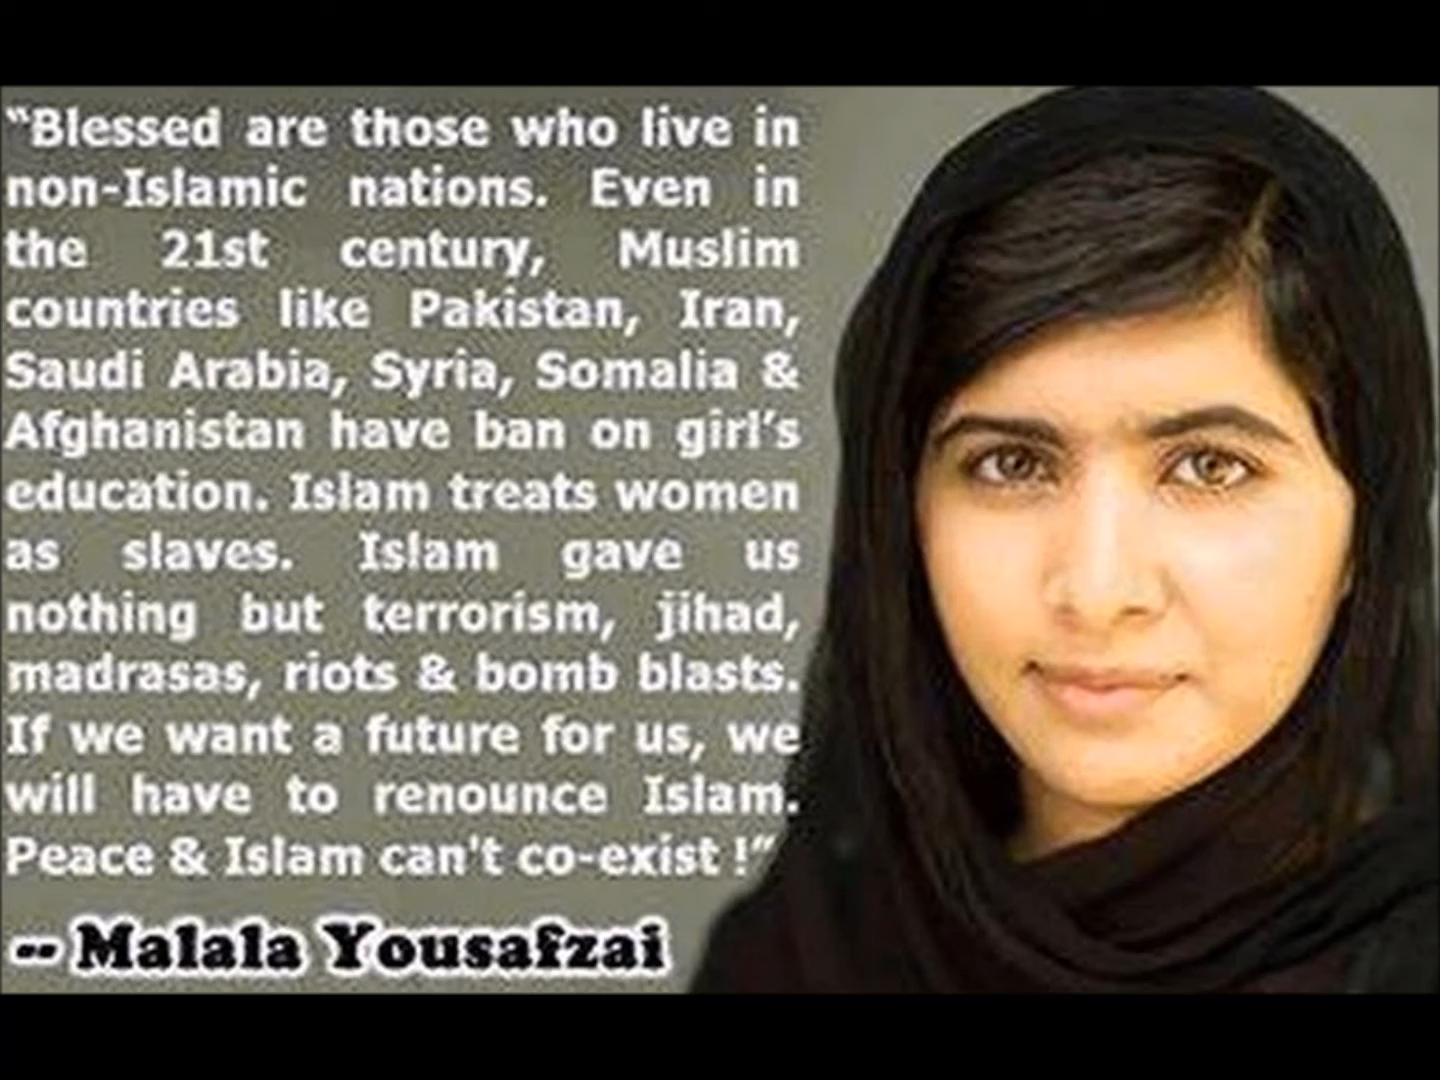 “Blessed are those who live in
non-Islamic nations. Even in
the 21st century, Muslim
countries like Pakistan, Iran,
Saudi Arabia, Syria, Somalia &
Afghanistan have ban on girl’s
education. Islam treats women
as slaves. Islam gave us
nothing but terrorism, jihad,
madrasas, riots & bomb blasts.
If we want a future for us, we
will have to renounce Islam.
Peace & Islam can't co-exist !”
-- Malala Yousafzai